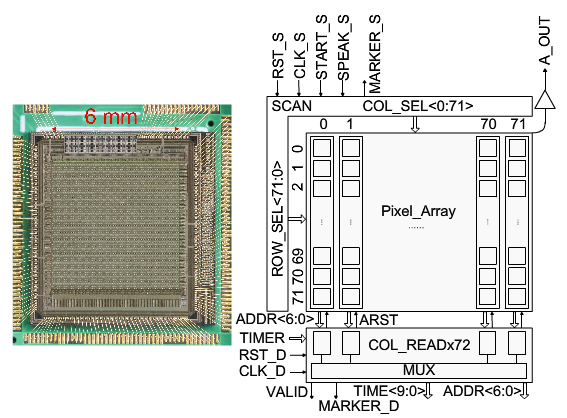 6 mm
RST_S
CLK_S
START_S
SPEAK_S
MARKER_S
A_OUT
SCAN
COL_SEL<0:71>
0 1 70 71
ROW_SEL<71:0>
0
1
2
...
69
70
71
Pixel_Array
......
ADDR<6:0>
ARST
TIMER
RST_D
CLK_D
COL_READx72
MUX
VALID
MARKER_D
TIME<9:0>
ADDR<6:0>